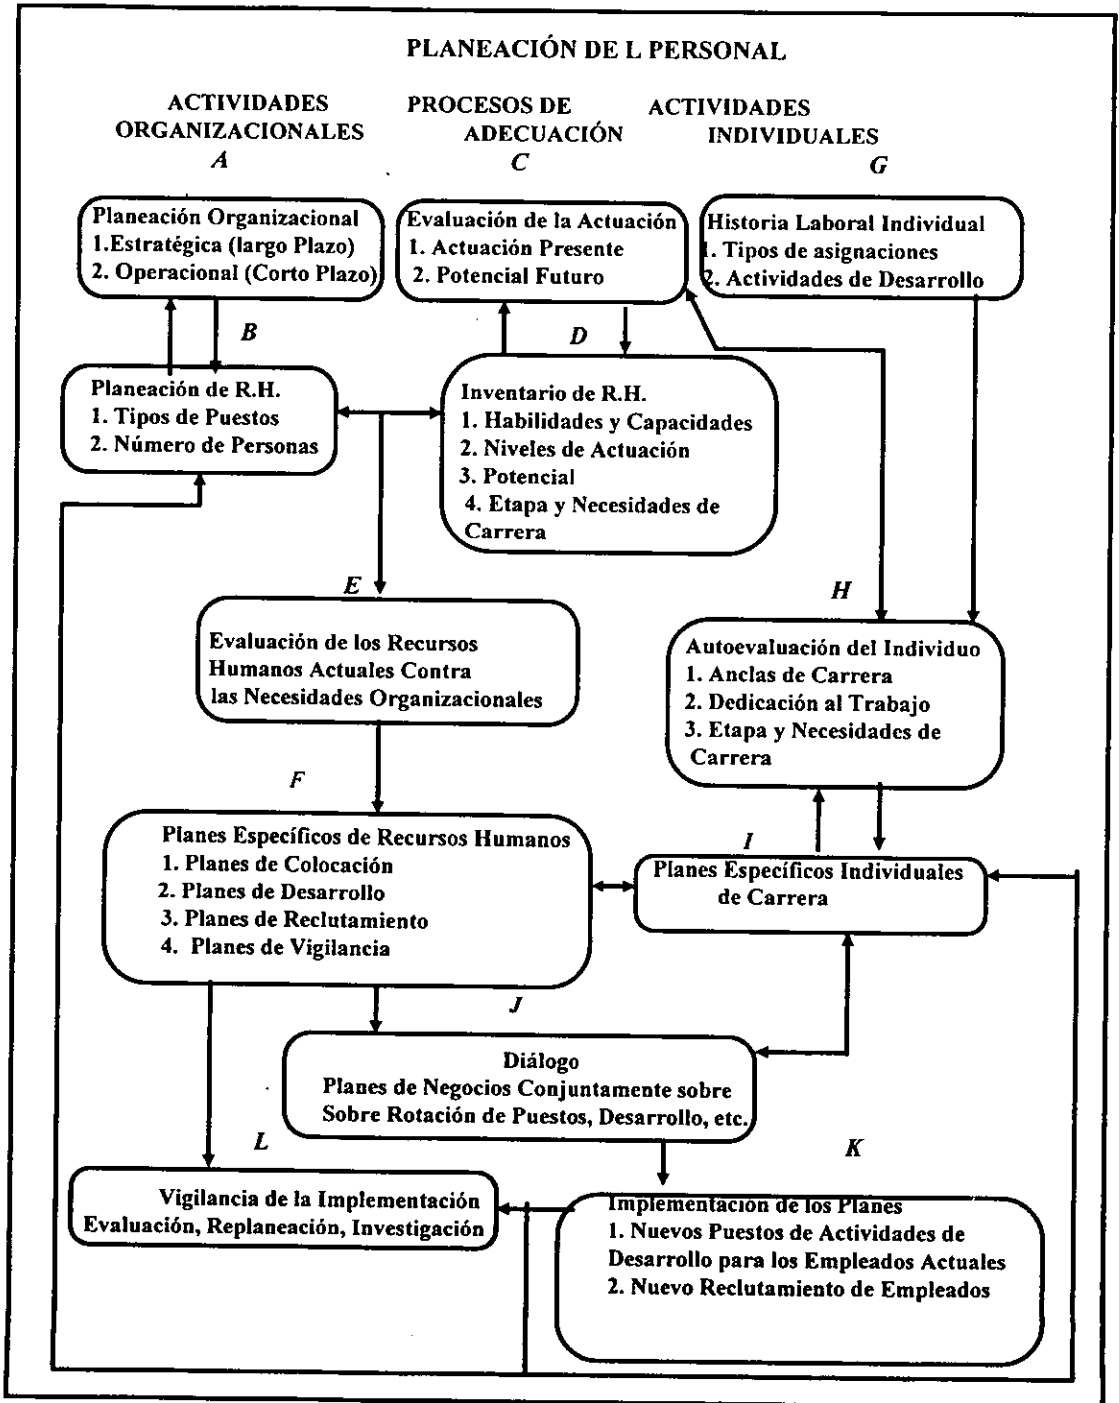 PLANEACIÓN DE L PERSONAL
ACTIVIDADES
ORGANIZACIONALES
A
PROCESOS DE
ADECUACIÓN
C
ACTIVIDADES
INDIVIDUALES
G
Planeación Organizacional
1.Estratégica (largo Plazo)
2. Operacional (Corto Plazo)
Evaluación de la Actuación
1. Actuación Presente
2. Potencial Futuro
Historia Laboral Individual
1. Tipos de asignaciones
2. Actividades de Desarrollo
B
D
Planeación de R.H.
1. Tipos de Puestos
2. Número de Personas
Inventario de R.H.
1. Habilidades y Capacidades
2. Niveles de Actuación
3. Potencial
4. Etapa y Necesidades de
Carrera
E
H
Evaluación de los Recursos
Humanos Actuales Contra
las Necesidades Organizacionales
Autoevaluación del Individuo
1. Anclas de Carrera
2. Dedicación al Trabajo
3. Etapa y Necesidades de
Carrera
F
Planes Específicos de Recursos Humanos
1. Planes de Colocación
2. Planes de Desarrollo
3. Planes de Reclutamiento
4. Planes de Vigilancia
I
Planes Específicos Individuales
de Carrera
J
Diálogo
Planes de Negocios Conjuntamente sobre
Sobre Rotación de Puestos, Desarrollo, etc.
L
K
Vigilancia de la Implementación
Evaluación, Replaneación, Investigación
Implementación de los Planes
1. Nuevos Puestos de Actividades de
Desarrollo para los Empleados Actuales
2. Nuevo Reclutamiento de Empleados